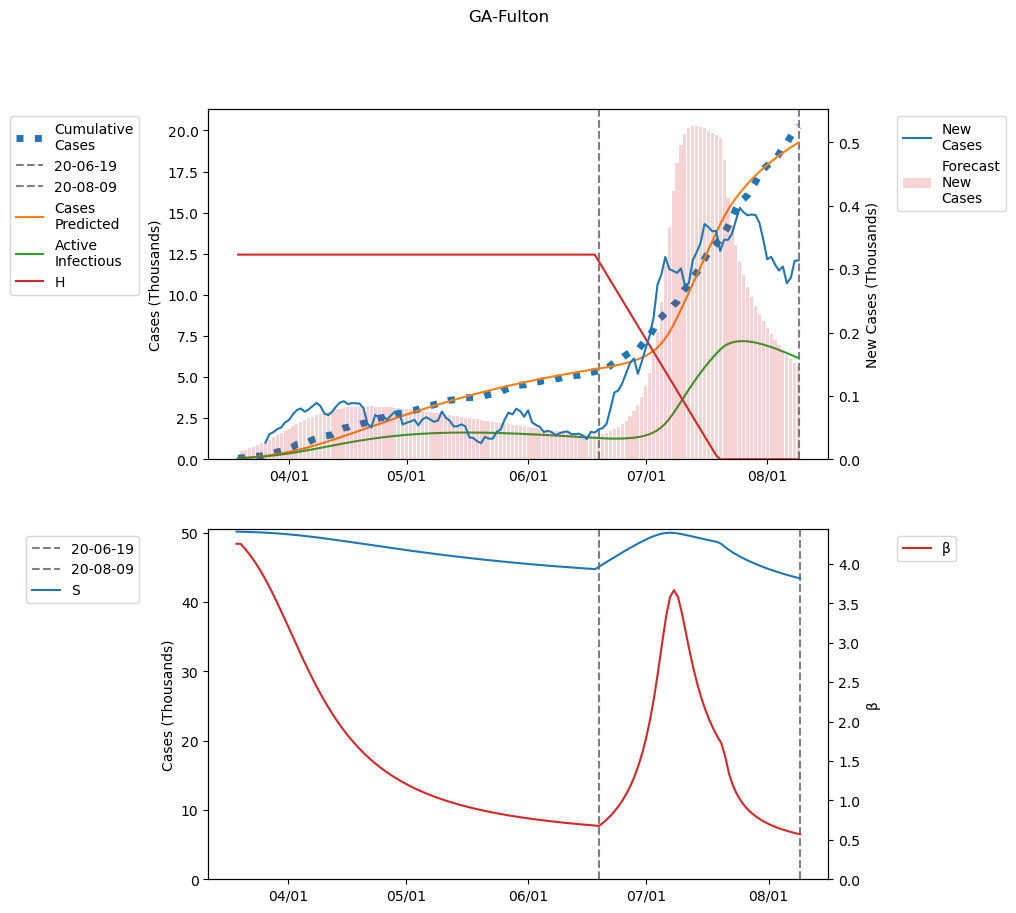 GA-Fulton
Cumulative
Cases
20-06-19
20-08-09
Cases
Predicted
Active
Infectious
H
Cases (Thousands)
20.0
17.5
15.0
12.5
10.0
7.5
5.0
2.5
0.0
04/01
05/01
06/01
07/01
08/01
0.5
0.4
0.3
0.2
0.1
0.0
New Cases (Thousands)
New
Cases
Forecast
New
Cases
20-06-19
20-08-09
S
Cases (Thousands)
50
40
30
20
10
0
04/01
05/01
06/01
07/01
08/01
4.0
3.5
3.0
2.5
2.0
1.5
1.0
0.5
0.0
β
β